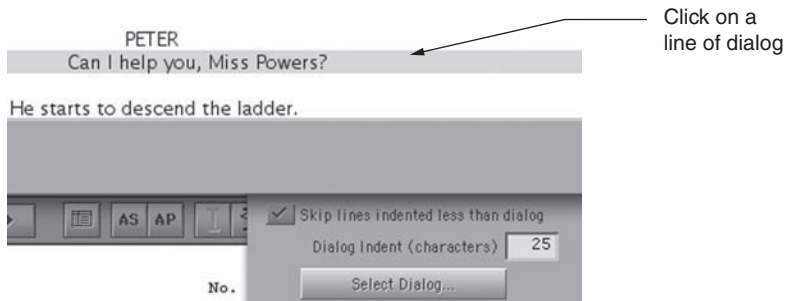 Click on a
line of dialog
PETER
Can I help you, Miss Powers?
He starts to descend the ladder.
AS AP
Skip lines indented less than dialog
Dialog Indent (characters) 25
No.
Select Dialog...